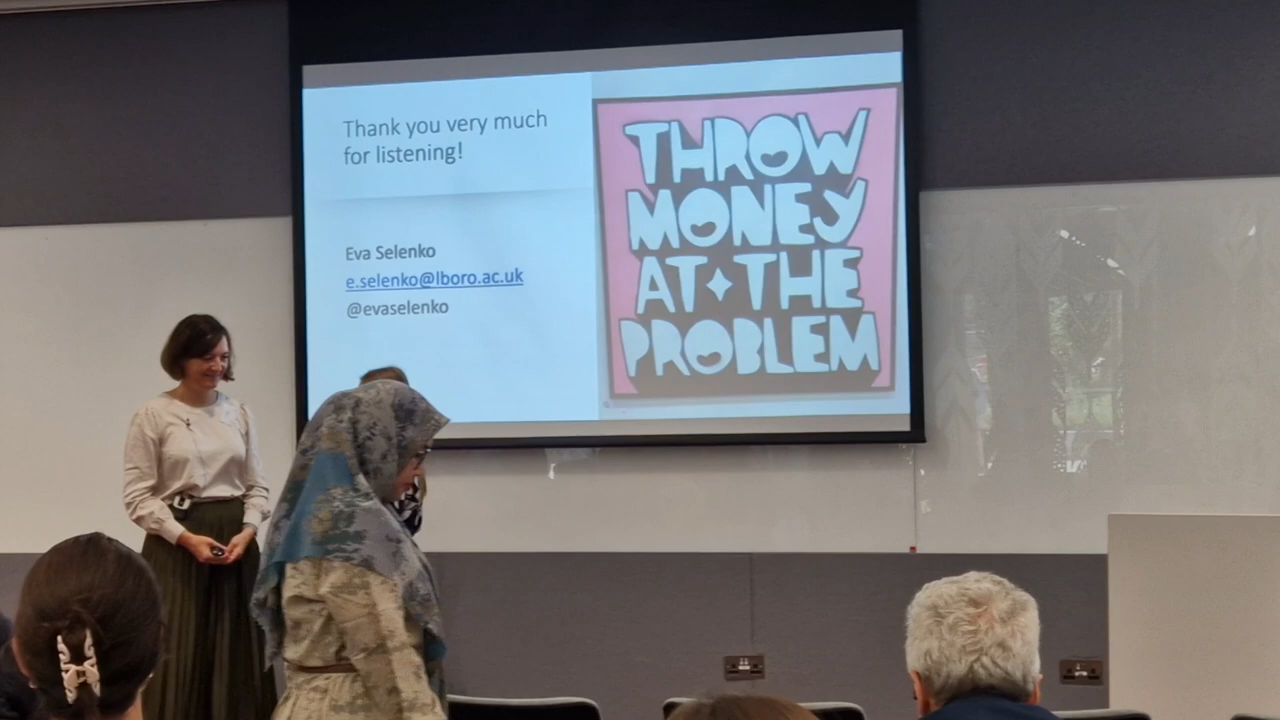 Thank you very much
for listening!
Eva Selenko
e.selenko@lboro.ac.uk
@evaselenko
THROW
MONEY
AT THE
PROBLEM